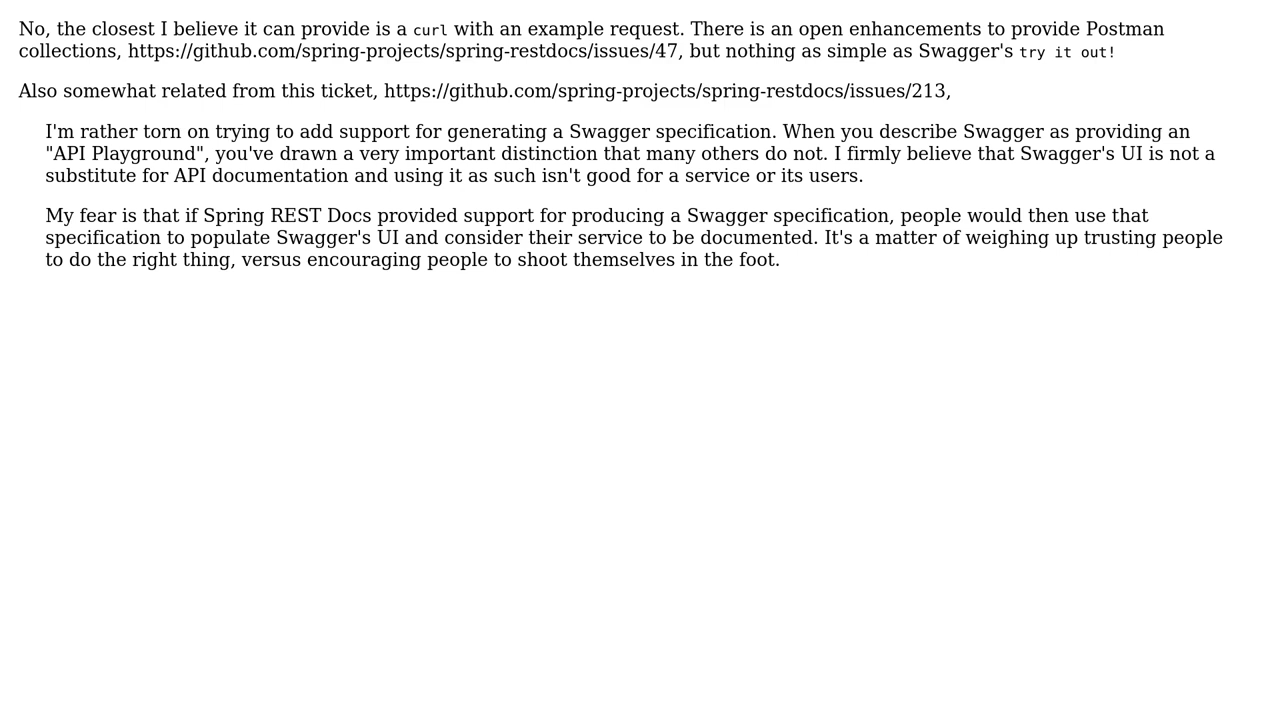 No, the closest I believe it can provide is a curl with an example request. There is an open enhancements to provide Postman
collections, https://github.com/spring-projects/spring-restdocs/issues/47, but nothing as simple as Swagger's try it out!
Also somewhat related from this ticket, https://github.com/spring-projects/spring-restdocs/issues/213,
I'm rather torn on trying to add support for generating a Swagger specification. When you describe Swagger as providing an
"API Playground", you've drawn a very important distinction that many others do not. I firmly believe that Swagger's UI is not a
substitute for API documentation and using it as such isn't good for a service or its users.
My fear is that if Spring REST Docs provided support for producing a Swagger specification, people would then use that
specification to populate Swagger's UI and consider their service to be documented. It's a matter of weighing up trusting people
to do the right thing, versus encouraging people to shoot themselves in the foot.